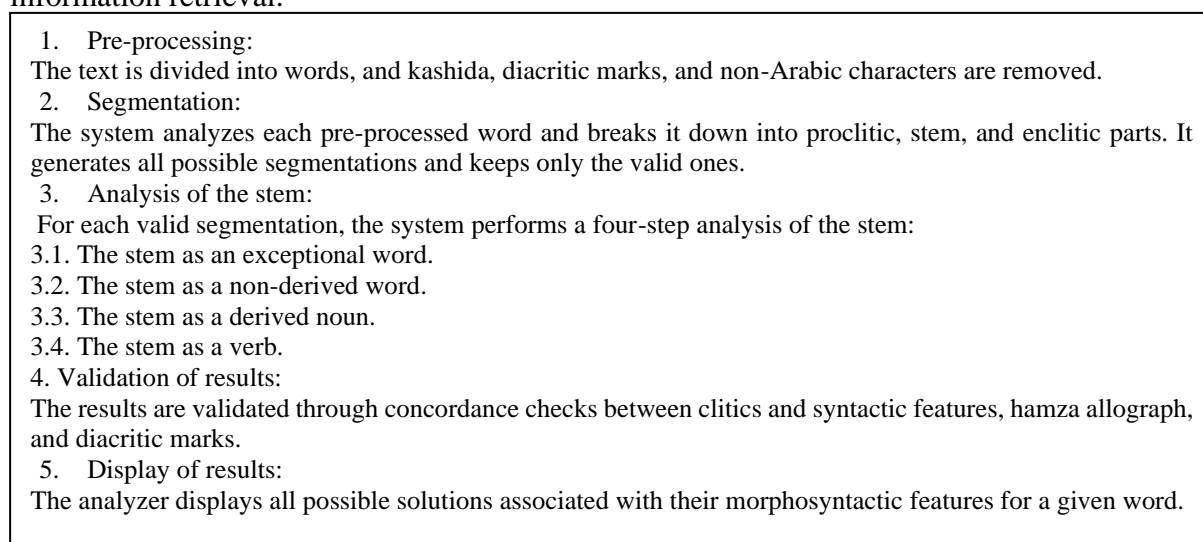 information retrieval.
1. Pre-processing:
The text is divided into words, and kashida, diacritic marks, and non-Arabic characters are removed.
2. Segmentation:
The system analyzes each pre-processed word and breaks it down into proclitic, stem, and enclitic parts. It
generates all possible segmentations and keeps only the valid ones.
3. Analysis of the stem:
For each valid segmentation, the system performs a four-step analysis of the stem:
3.1. The stem as an exceptional word.
3.2. The stem as a non-derived word.
3.3. The stem as a derived noun.
3.4. The stem as a verb.
4. Validation of results:
The results are validated through concordance checks between clitics and syntactic features, hamza allograph,
and diacritic marks.
5. Display of results:
The analyzer displays all possible solutions associated with their morphosyntactic features for a given word.